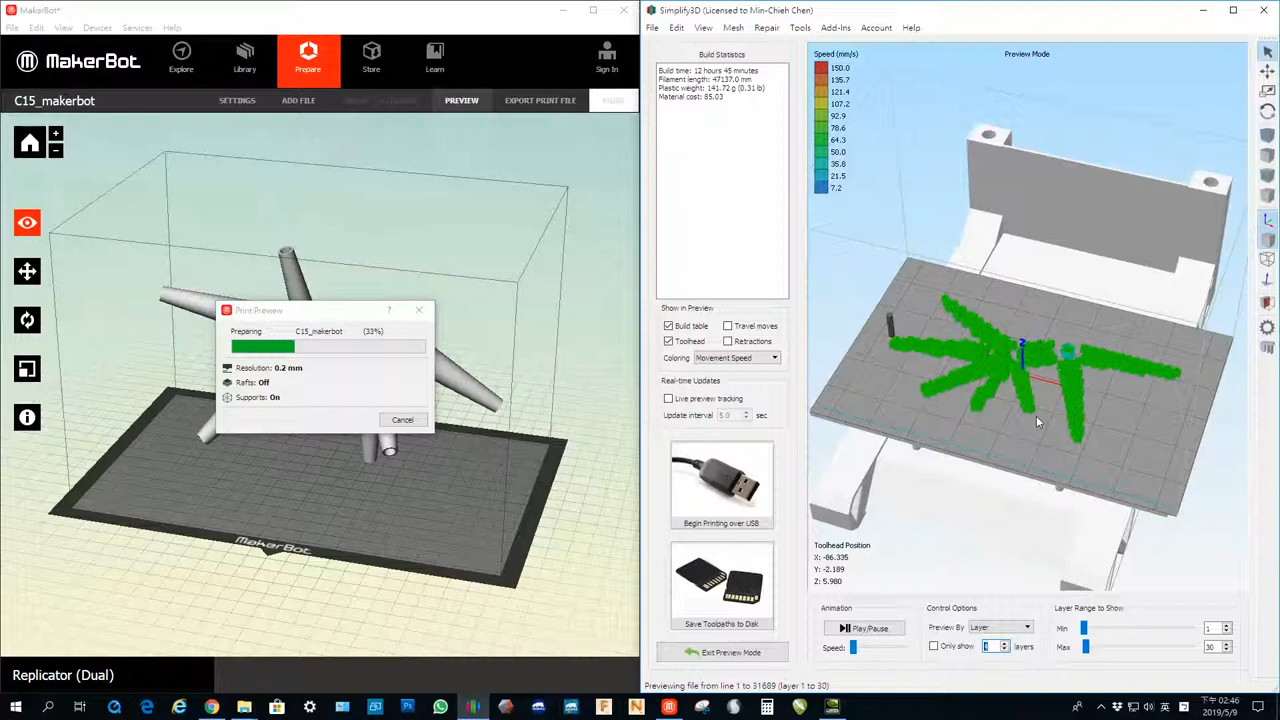 MakerBot*
File Edit View Devices Services Help
MakerBot
Explore Library Prepare Store Learn Sign In
C15_makerbot SETTINGS ADD FILE PREVIEW EXPORT PRINT FILE
Print Preview ?
Preparing C15_makerbot (33%)
Resolution: 0.2 mm
Rafts: Off
Supports: On
Cancel
MakerBot
Replicator (Dual)
Simplify3D (Licensed to Min-Chieh Chen)
File Edit View Mesh Repair Tools Add-Ins Account Help
Build Statistics
Build time: 12 hours 45 minutes
Filament length: 47137.0 mm
Plastic weight: 141.72 g (0.31 lb)
Material cost: 85.03
Show in Preview
Build table Travel moves
Toolhead Retractions
Coloring Movement Speed
Real-time Updates
Live preview tracking
Update interval 5.0 sec
Begin Printing over USB
Save Toolpaths to Disk
Exit Preview Mode
Speed (mm/s)
150.0
135.7
121.4
107.2
92.9
78.6
64.3
50.0
35.8
21.5
7.2
Preview Mode
Z
Toolhead Position
X: -86.335
Y: -2.189
Z: 5.980
Animation
Play/Pause
Speed:
Control Options
Preview By Layer
Only show layers
Layer Range to Show
Min 1
Max 30
Previewing file from line 1 to 31689 (layer 1 to 30)
英
下午 02:46
2019/5/9